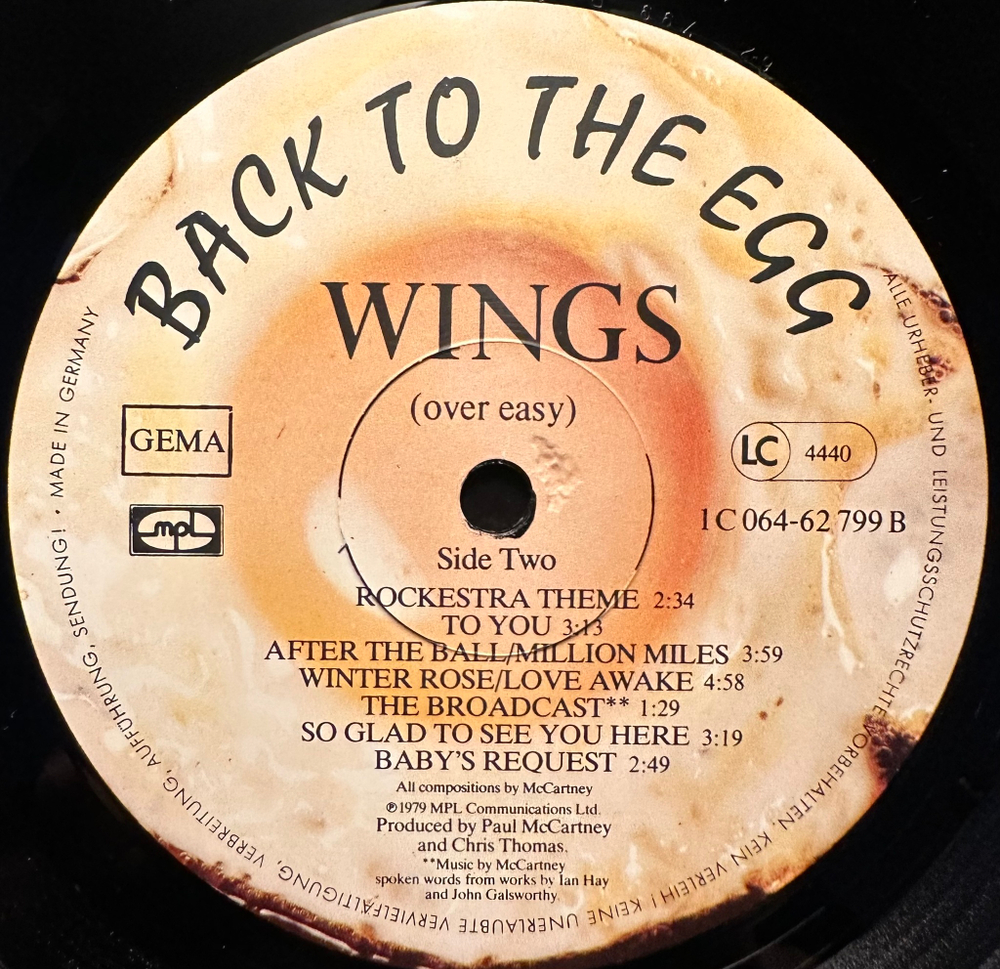 BACK TO THE EGG
WINGS
(over easy)
GEMA
mpl
LC 4440
1C 064-62 799 B
Side Two
ROCKESTRA THEME 2:34
TO YOU 3:13
AFTER THE BALL/MILLION MILES 3:59
WINTER ROSE/LOVE AWAKE 4:58
THE BROADCAST** 1:29
SO GLAD TO SEE YOU HERE 3:19
BABY'S REQUEST 2:49
All compositions by McCartney
℗1979 MPL Communications Ltd.
Produced by Paul McCartney
and Chris Thomas.
**Music by McCartney
spoken words from works by Ian Hay
and John Galsworthy.
ALLE URHEBER- UND LEISTUNGSSCHUTZRECHTE VORBEHALTEN, KEIN VERLEIH! KEINE UNERLAUBTE VERVIELFÄLTIGUNG, VERBREITUNG, AUFFÜHRUNG, SENDUNG! · MADE IN GERMANY